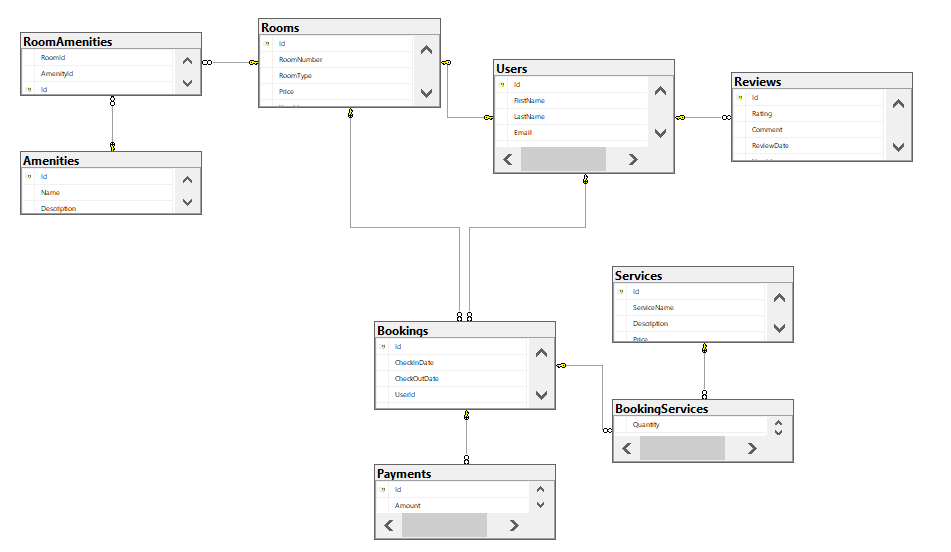 RoomAmenities
RoomId
AmenityId
Id
Rooms
Id
RoomNumber
RoomType
Price
Users
Id
FirstName
LastName
Email
Reviews
Id
Rating
Comment
ReviewDate
Amenities
Id
Name
Description
Services
Id
ServiceName
Description
Price
Bookings
Id
CheckInDate
CheckOutDate
UserId
BookingServices
Quantity
Payments
Id
Amount